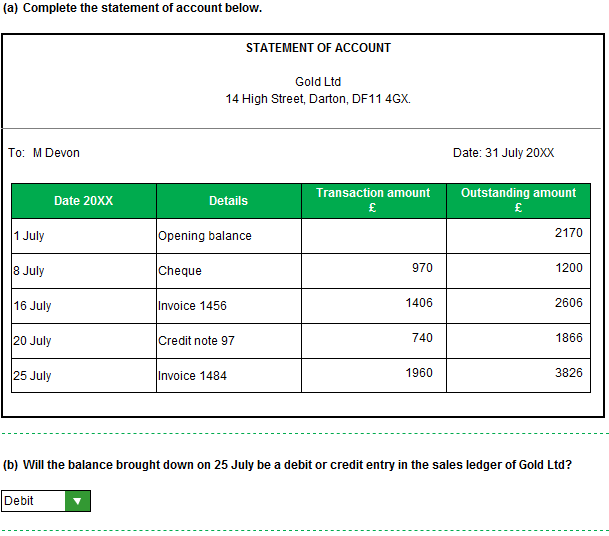 (a) Complete the statement of account below.
STATEMENT OF ACCOUNT
Gold Ltd
14 High Street, Darton, DF11 4GX.
To: M Devon Date: 31 July 20XX
Date 20XX Details Transaction amount £ Outstanding amount £
1 July Opening balance 2170
8 July Cheque 970 1200
16 July Invoice 1456 1406 2606
20 July Credit note 97 740 1866
25 July Invoice 1484 1960 3826
(b) Will the balance brought down on 25 July be a debit or credit entry in the sales ledger of Gold Ltd?
Debit